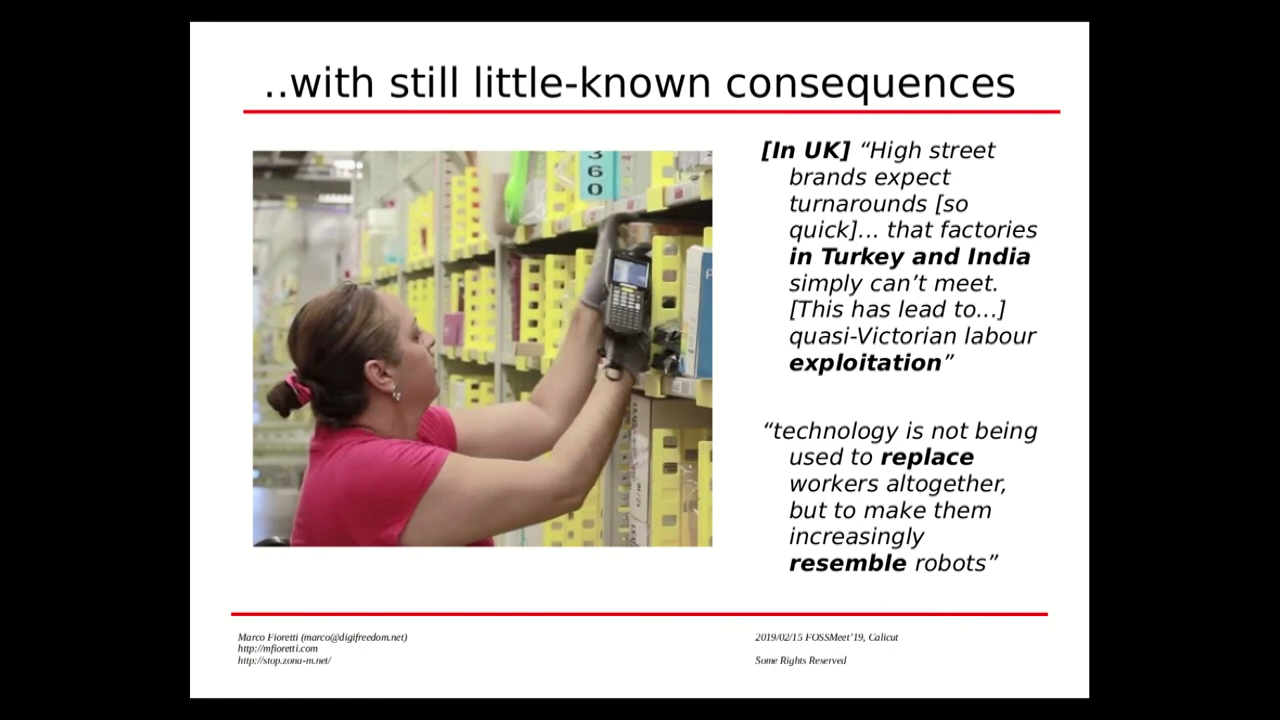 ..with still little-known consequences
3
6
0
[In UK] “High street
brands expect
turnarounds [so
quick]... that factories
in Turkey and India
simply can’t meet.
[This has lead to...]
quasi-Victorian labour
exploitation”
“technology is not being
used to replace
workers altogether,
but to make them
increasingly
resemble robots”
Marco Fioretti (marco@digifreedom.net)
http://mfioretti.com
http://stop.zona-m.net/
2019/02/15 FOSSMeet’19, Calicut
Some Rights Reserved